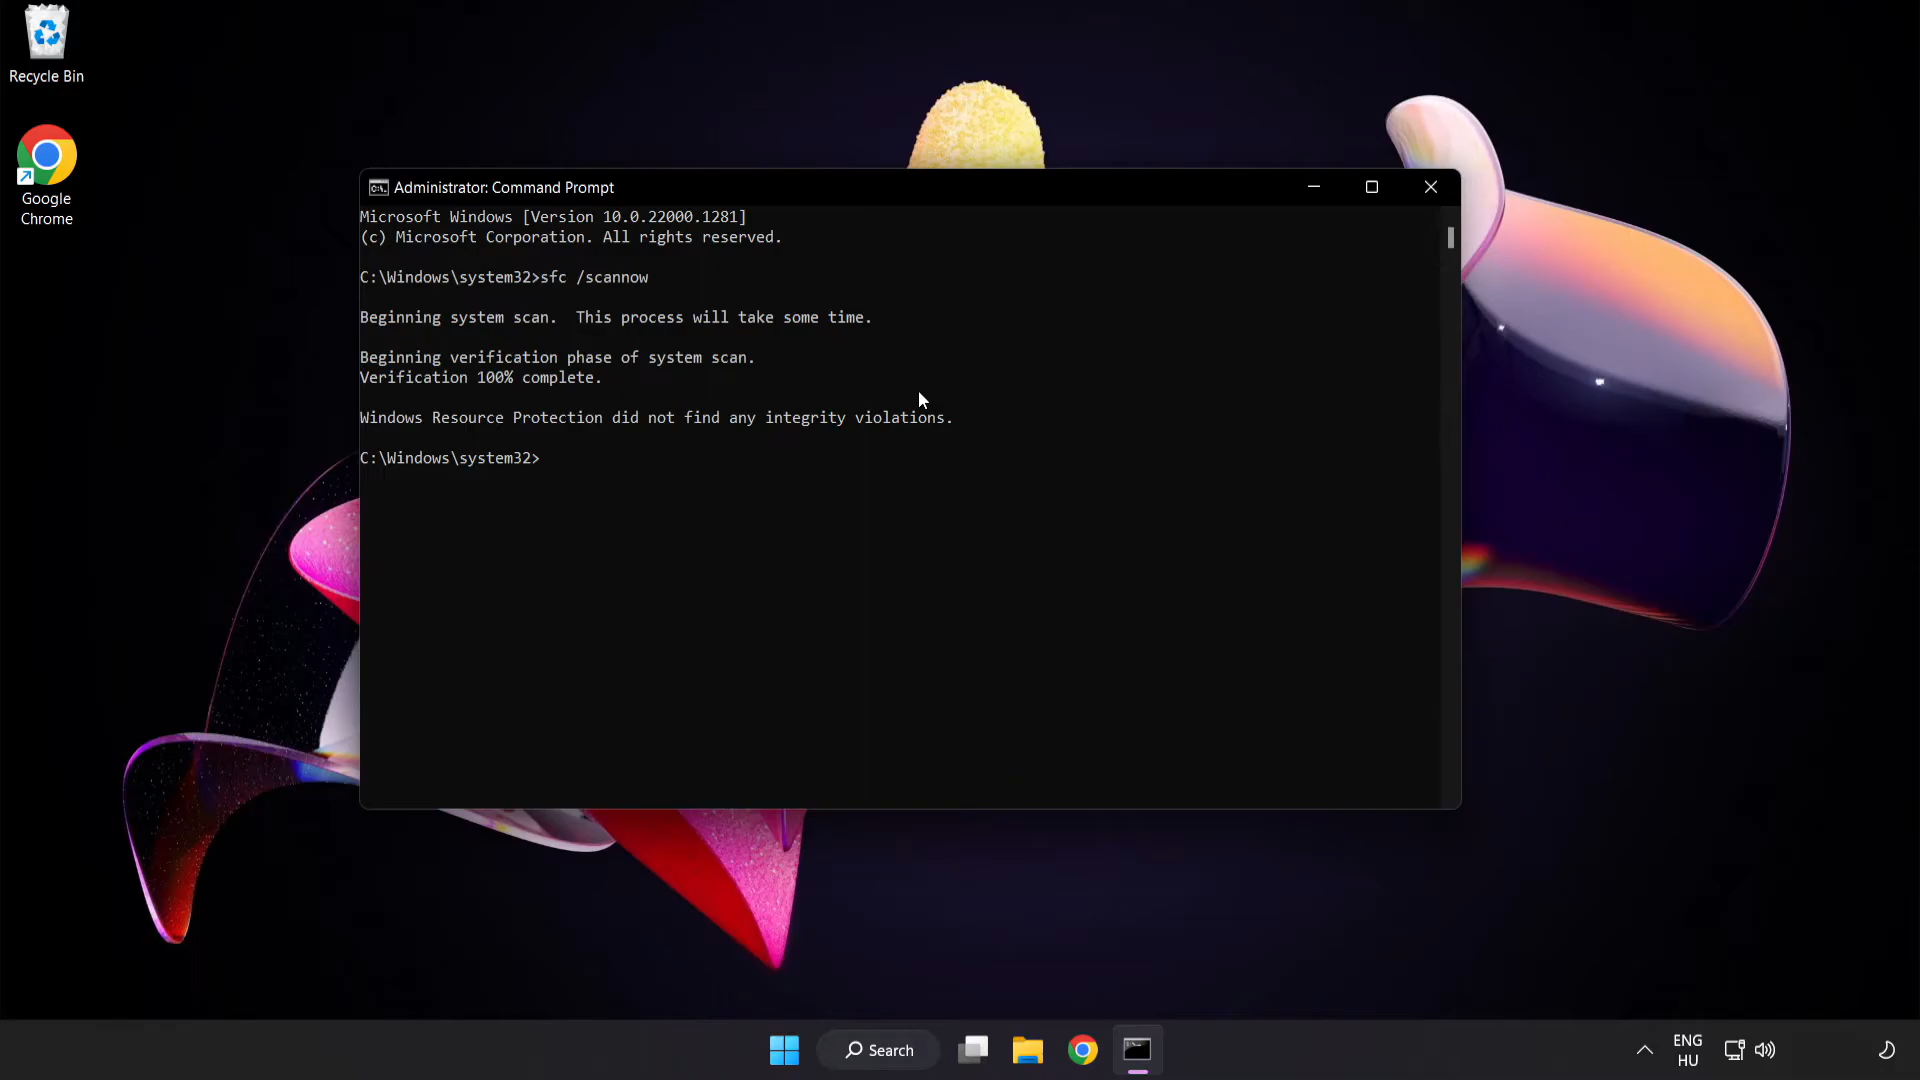 Recycle Bin
Google
Chrome
Administrator: Command Prompt
Microsoft Windows [Version 10.0.22000.1281]
(c) Microsoft Corporation. All rights reserved.
C:\Windows\system32>sfc /scannow
Beginning system scan.  This process will take some time.
Beginning verification phase of system scan.
Verification 100% complete.
Windows Resource Protection did not find any integrity violations.
C:\Windows\system32>
Search
ENG
HU